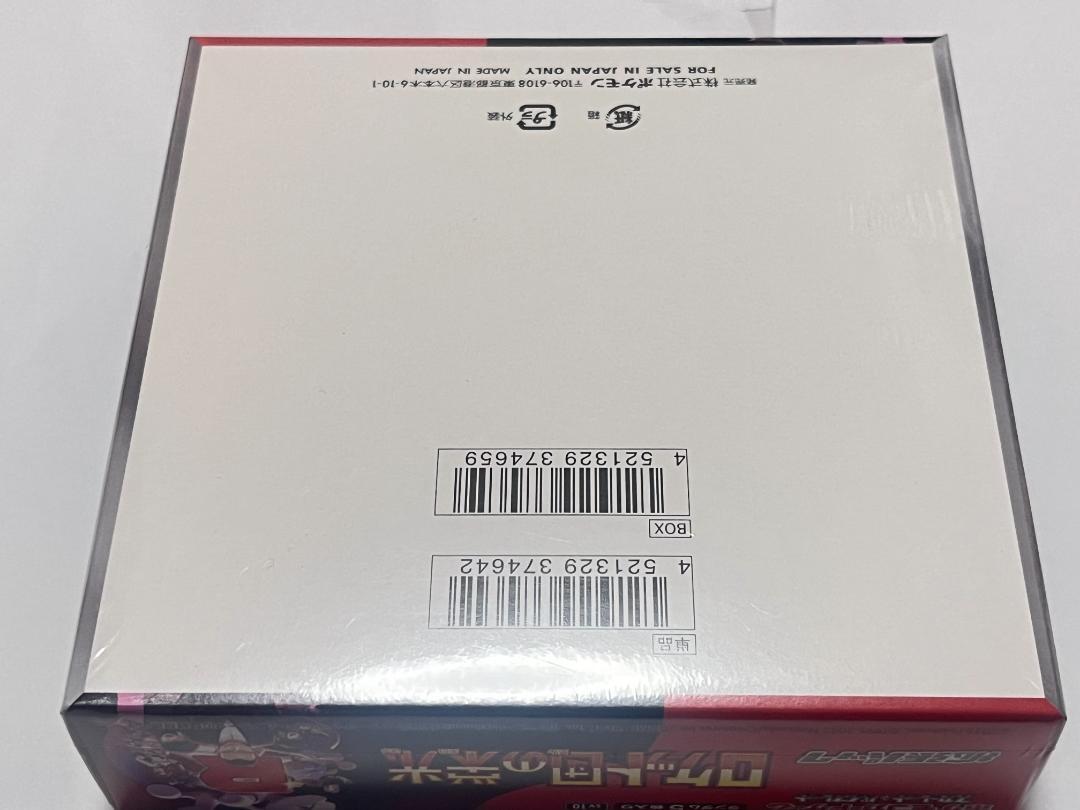 単品
4 521329 374642
BOX
4 521329 374659
紙 箱 プラ 外装
発売元 株式会社 ポケモン 〒106-6108 東京都港区六本木6-10-1
FOR SALE IN JAPAN ONLY MADE IN JAPAN
拡張パック
ロケット団の栄光